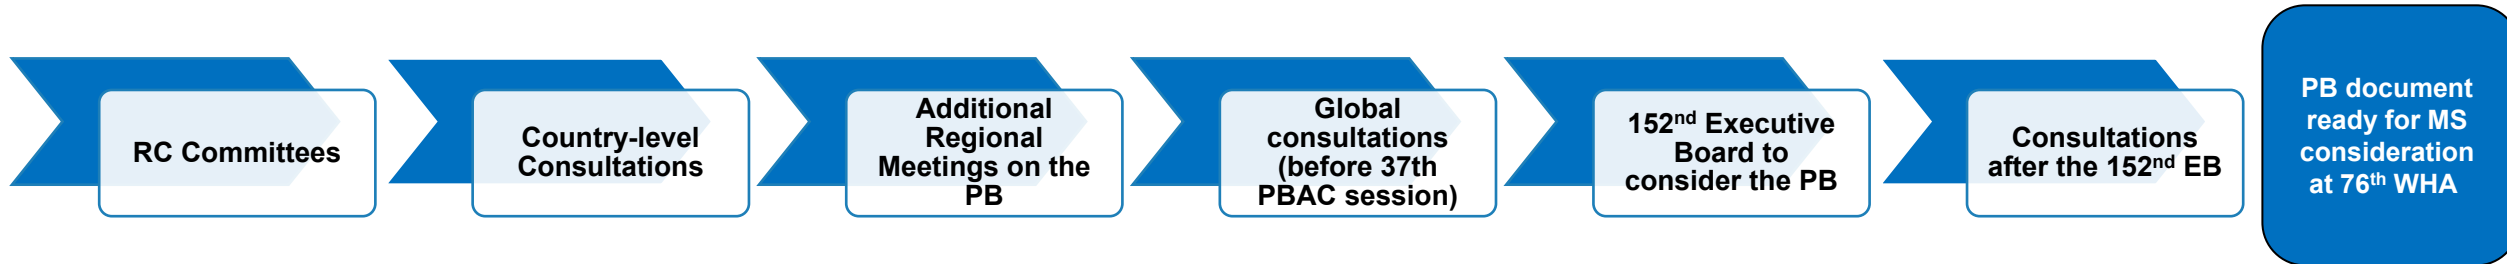 RC Committees
Country-level
Consultations
Additional
Regional
Meetings on the
PB
Global
consultations
(before 37th
PBAC session)
152nd Executive
Board to
consider the PB
Consultations
after the 152nd EB
PB document
ready for MS
consideration
at 76th WHA